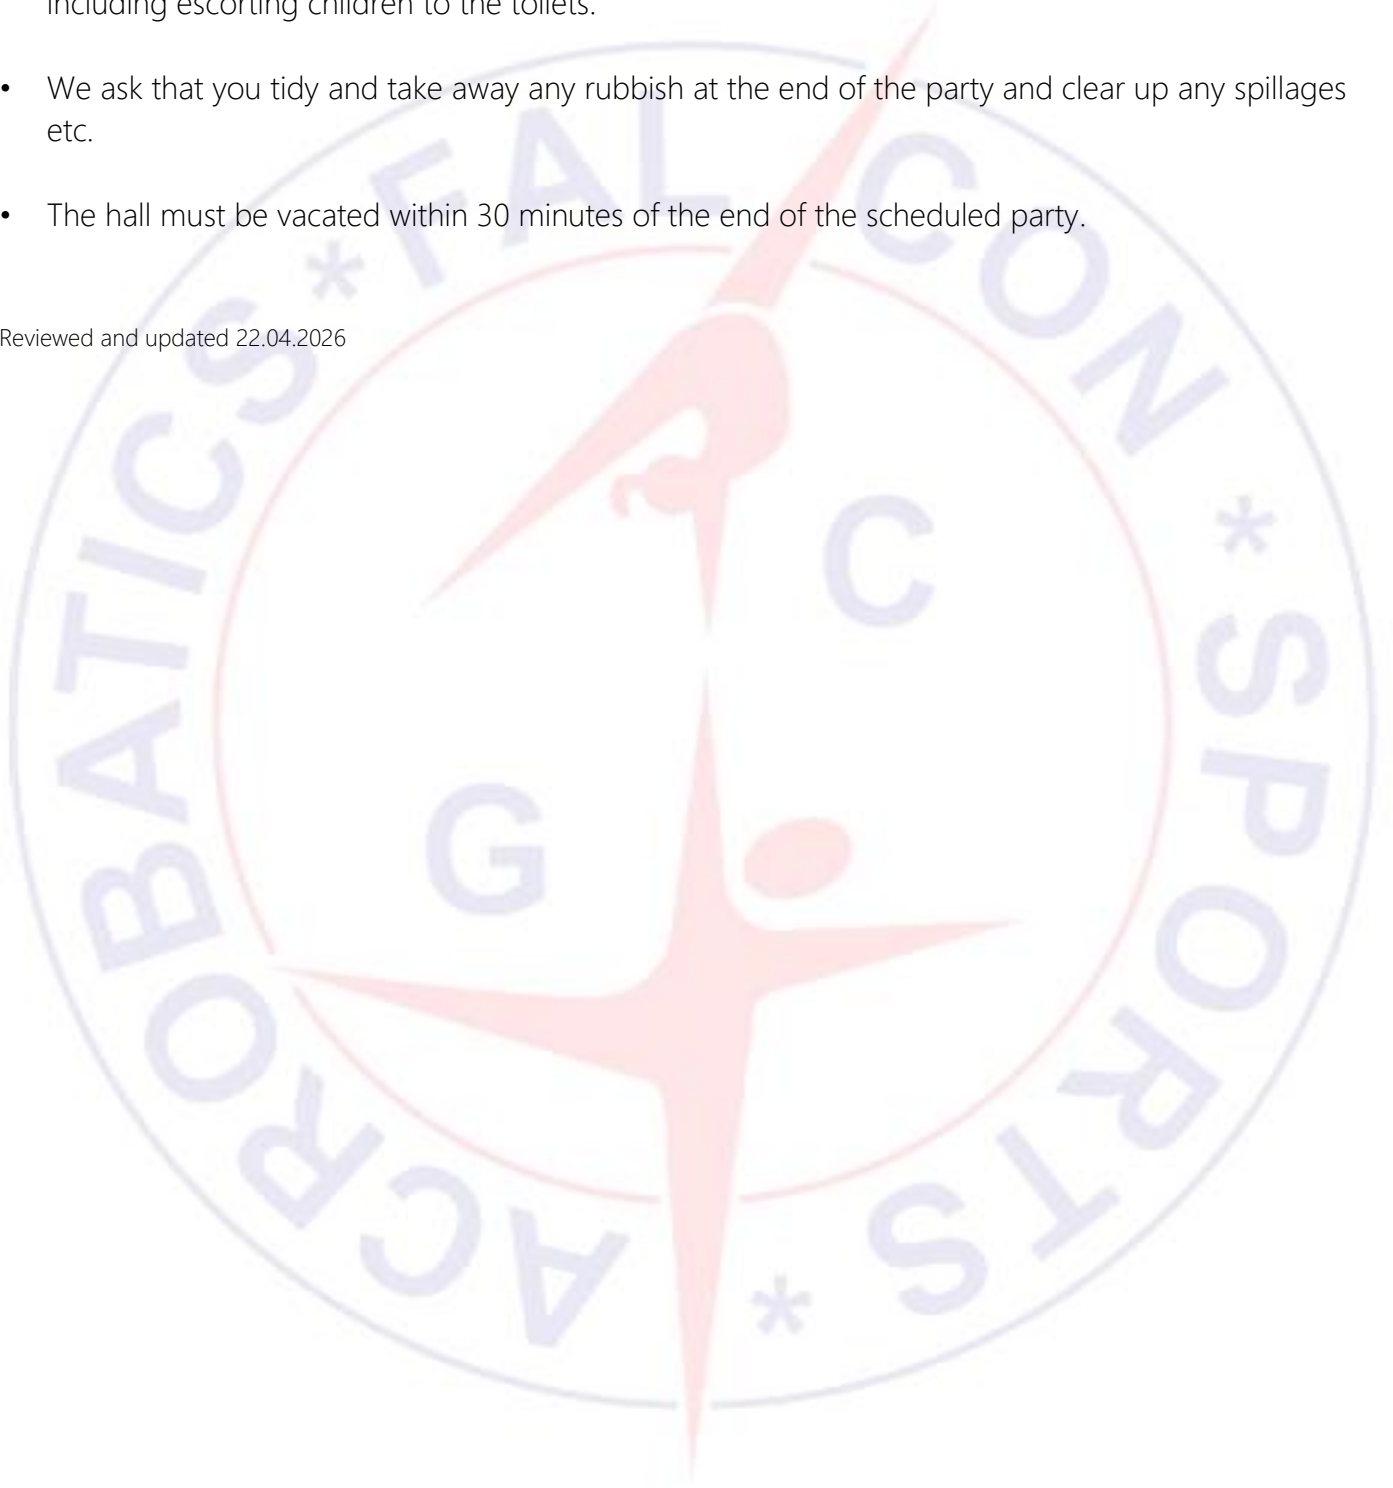 including escorting children to the toilets.
• We ask that you tidy and take away any rubbish at the end of the party and clear up any spillages
etc.
• The hall must be vacated within 30 minutes of the end of the scheduled party.
Reviewed and updated 22.04.2026
ACROBATICS * FALCON * SPORTS *
C
G